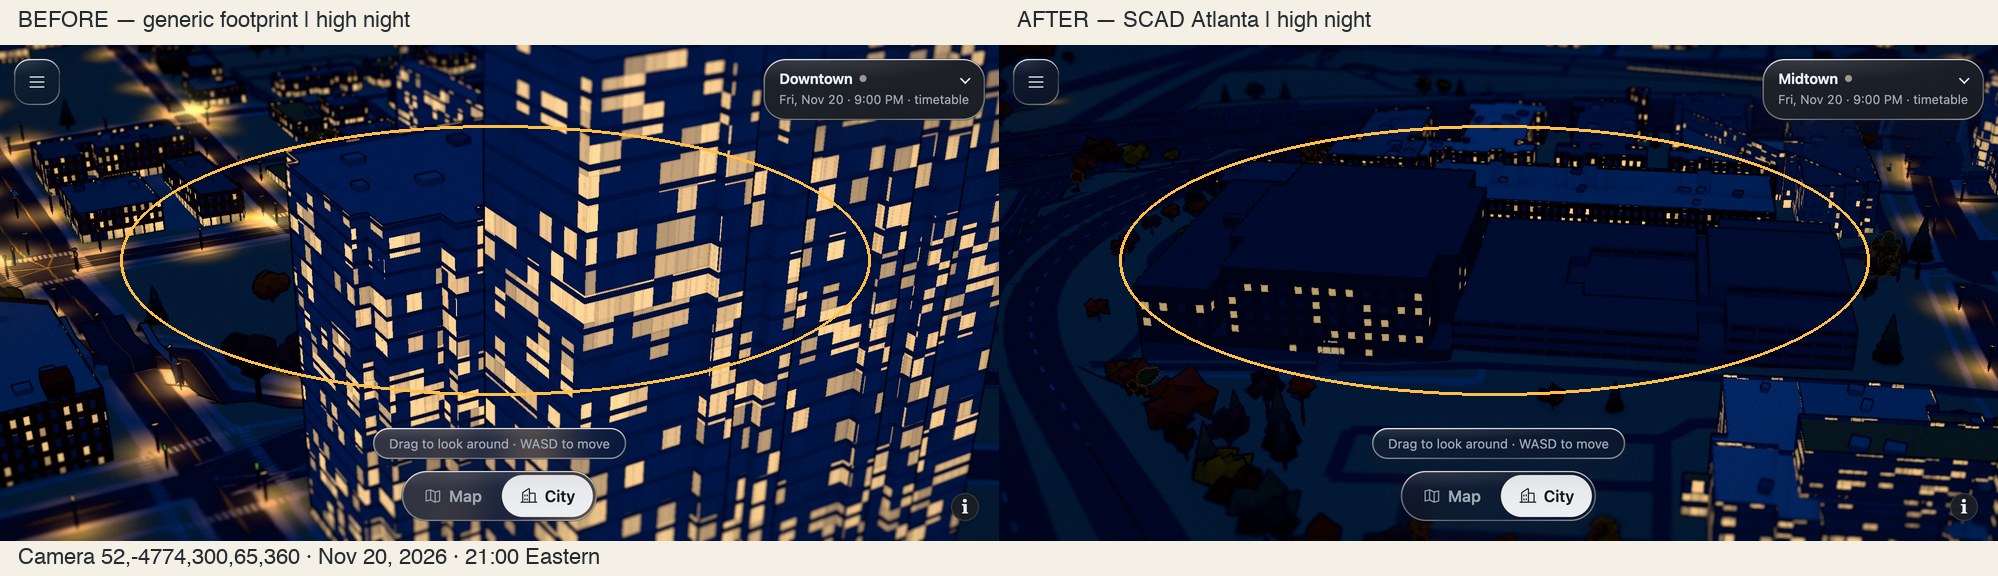 BEFORE — generic footprint | high night
AFTER — SCAD Atlanta | high night
Downtown
Fri, Nov 20 · 9:00 PM · timetable
Midtown
Fri, Nov 20 · 9:00 PM · timetable
Drag to look around · WASD to move
Drag to look around · WASD to move
Map
City
i
Map
City
i
Camera 52,-4774,300,65,360 · Nov 20, 2026 · 21:00 Eastern